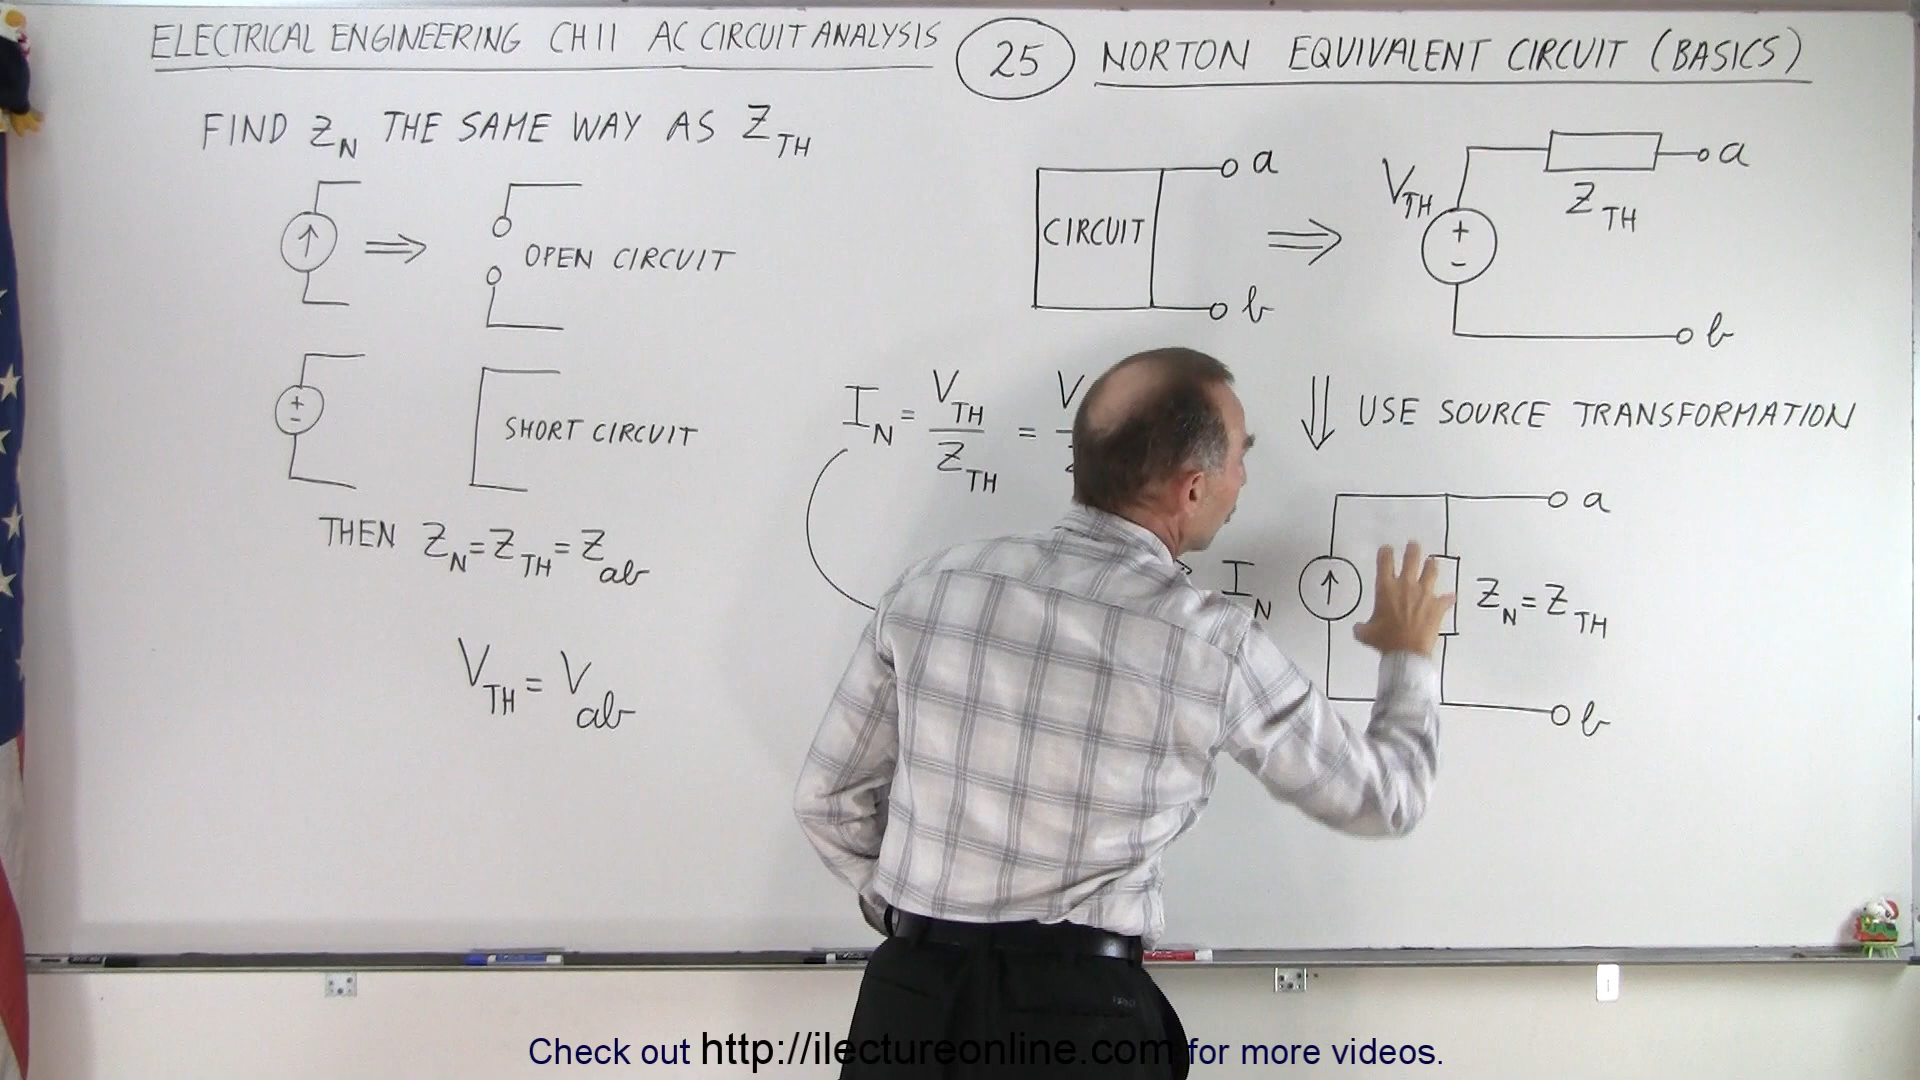 ELECTRICAL ENGINEERING CH 11 AC CIRCUIT ANALYSIS
25
NORTON EQUIVALENT CIRCUIT (BASICS)
FIND Z_N THE SAME WAY AS Z_TH
OPEN CIRCUIT
+
-
SHORT CIRCUIT
THEN Z_N = Z_TH = Z_ab
V_TH = V_ab
CIRCUIT
a
b
V_TH
+
-
Z_TH
a
b
I_N = V_TH / Z_TH = V
USE SOURCE TRANSFORMATION
I_N
Z_N = Z_TH
a
b
Check out http://ilectureonline.com for more videos.